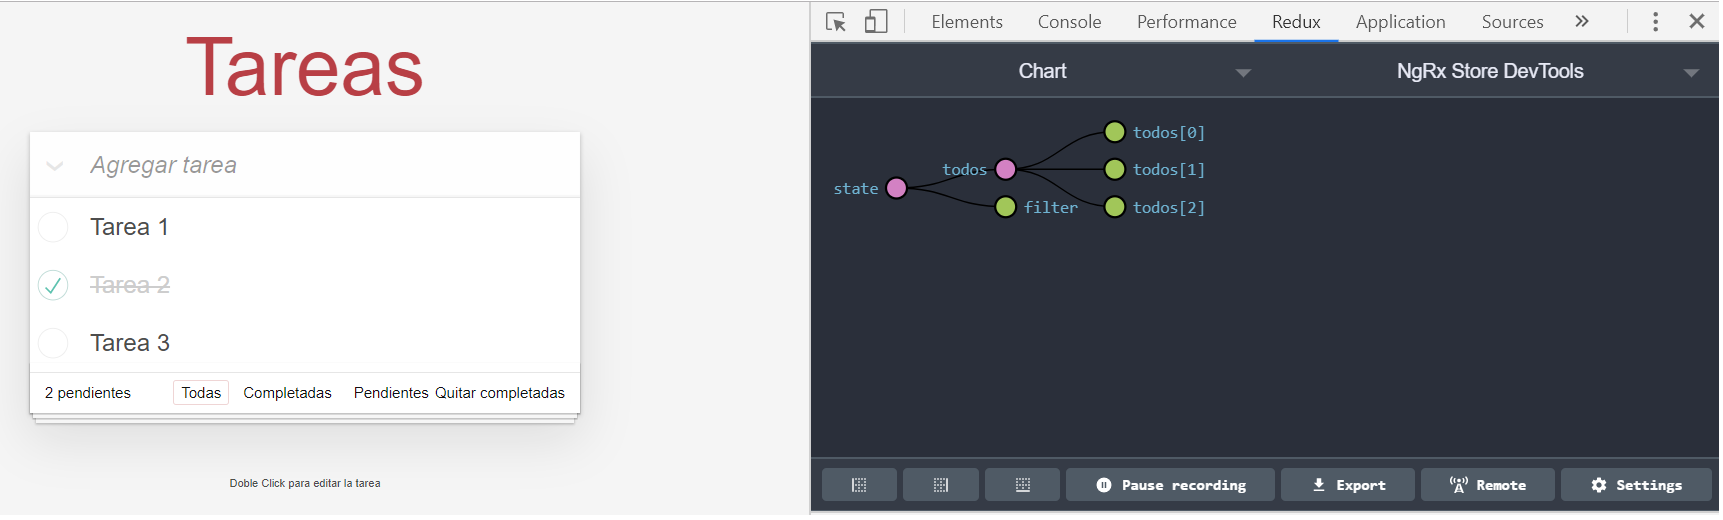 Tareas
Agregar tarea
Tarea 1
Tarea 2
Tarea 3
2 pendientes Todas Completadas Pendientes Quitar completadas
Doble Click para editar la tarea
Elements Console Performance Redux Application Sources
Chart NgRx Store DevTools
state
todos
filter
todos[0]
todos[1]
todos[2]
Pause recording Export Remote Settings